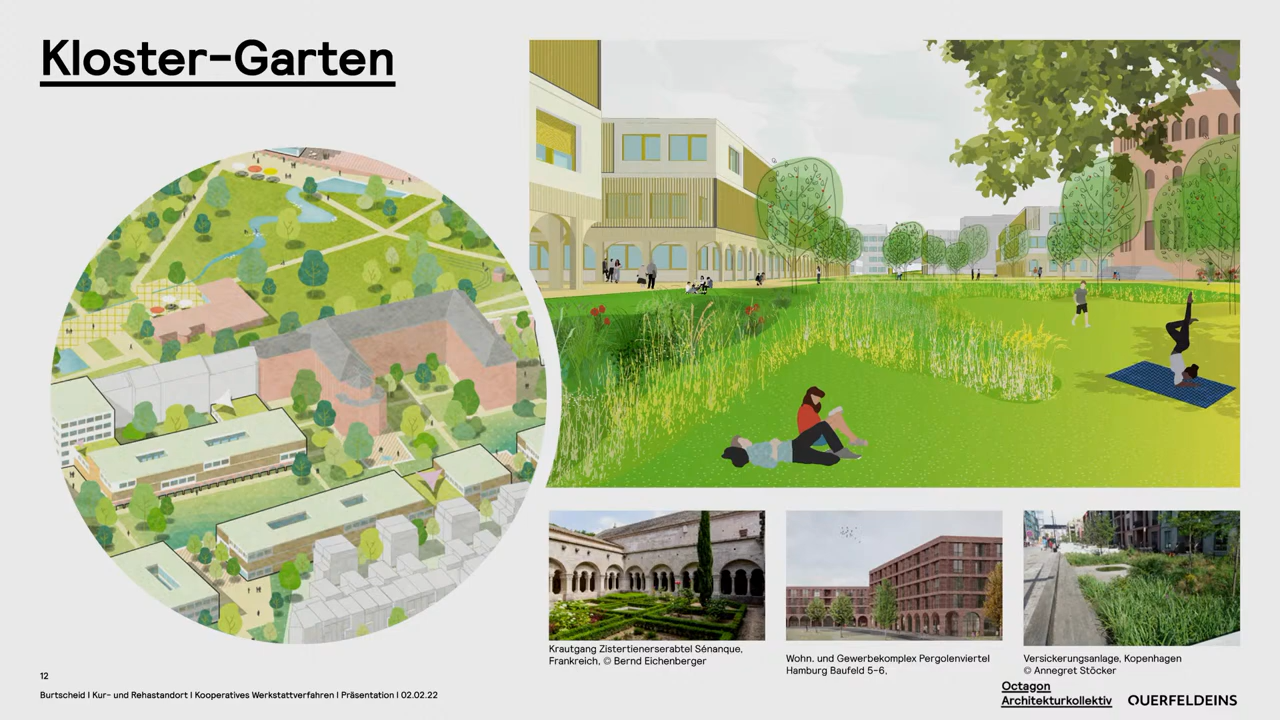 Kloster-Garten
Krautgang Zistertienerserabtel Sénanque,
Frankreich, © Bernd Eichenberger
Wohn. und Gewerbekomplex Pergolenviertel
Hamburg Baufeld 5-6,
Versickerungsanlage, Kopenhagen
© Annegret Stöcker
12
Burtscheid I Kur- und Rehastandort I Kooperatives Werkstattverfahren I Präsentation I 02.02.22
Octagon
Architekturkollektiv
QUERFELDEINS